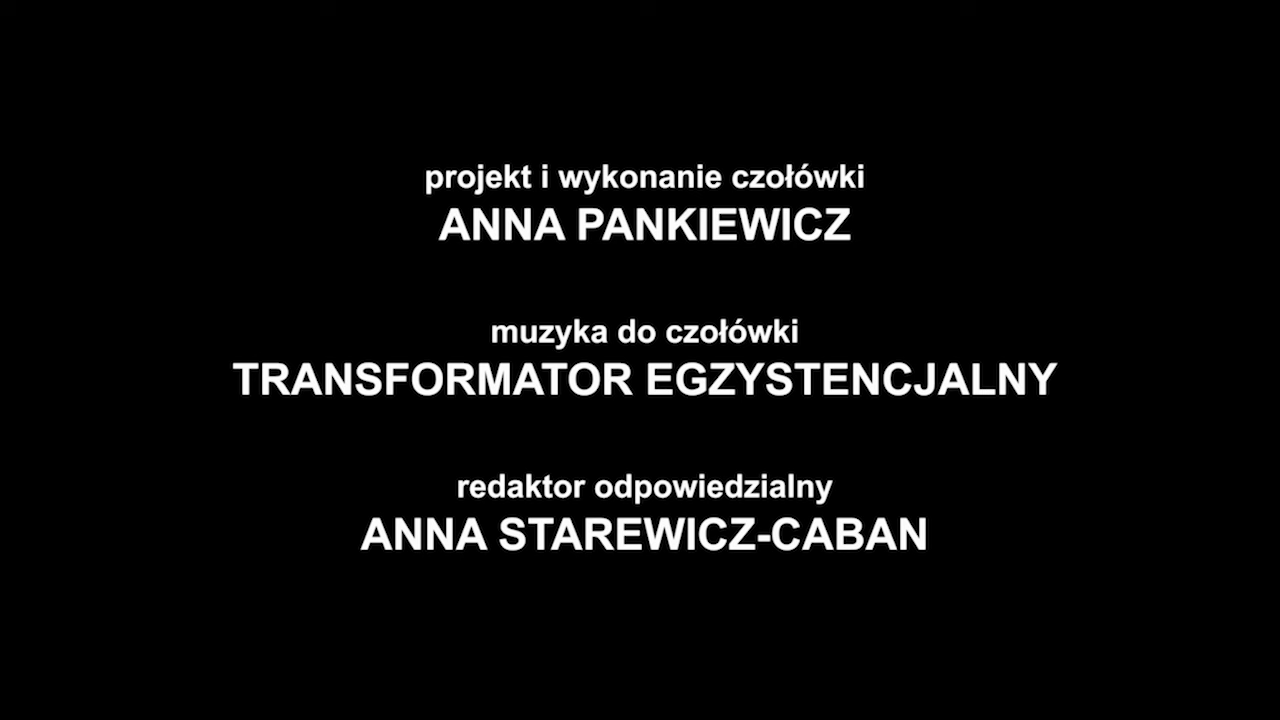 projekt i wykonanie czołówki
ANNA PANKIEWICZ
muzyka do czołówki
TRANSFORMATOR EGZYSTENCJALNY
redaktor odpowiedzialny
ANNA STAREWICZ-CABAN